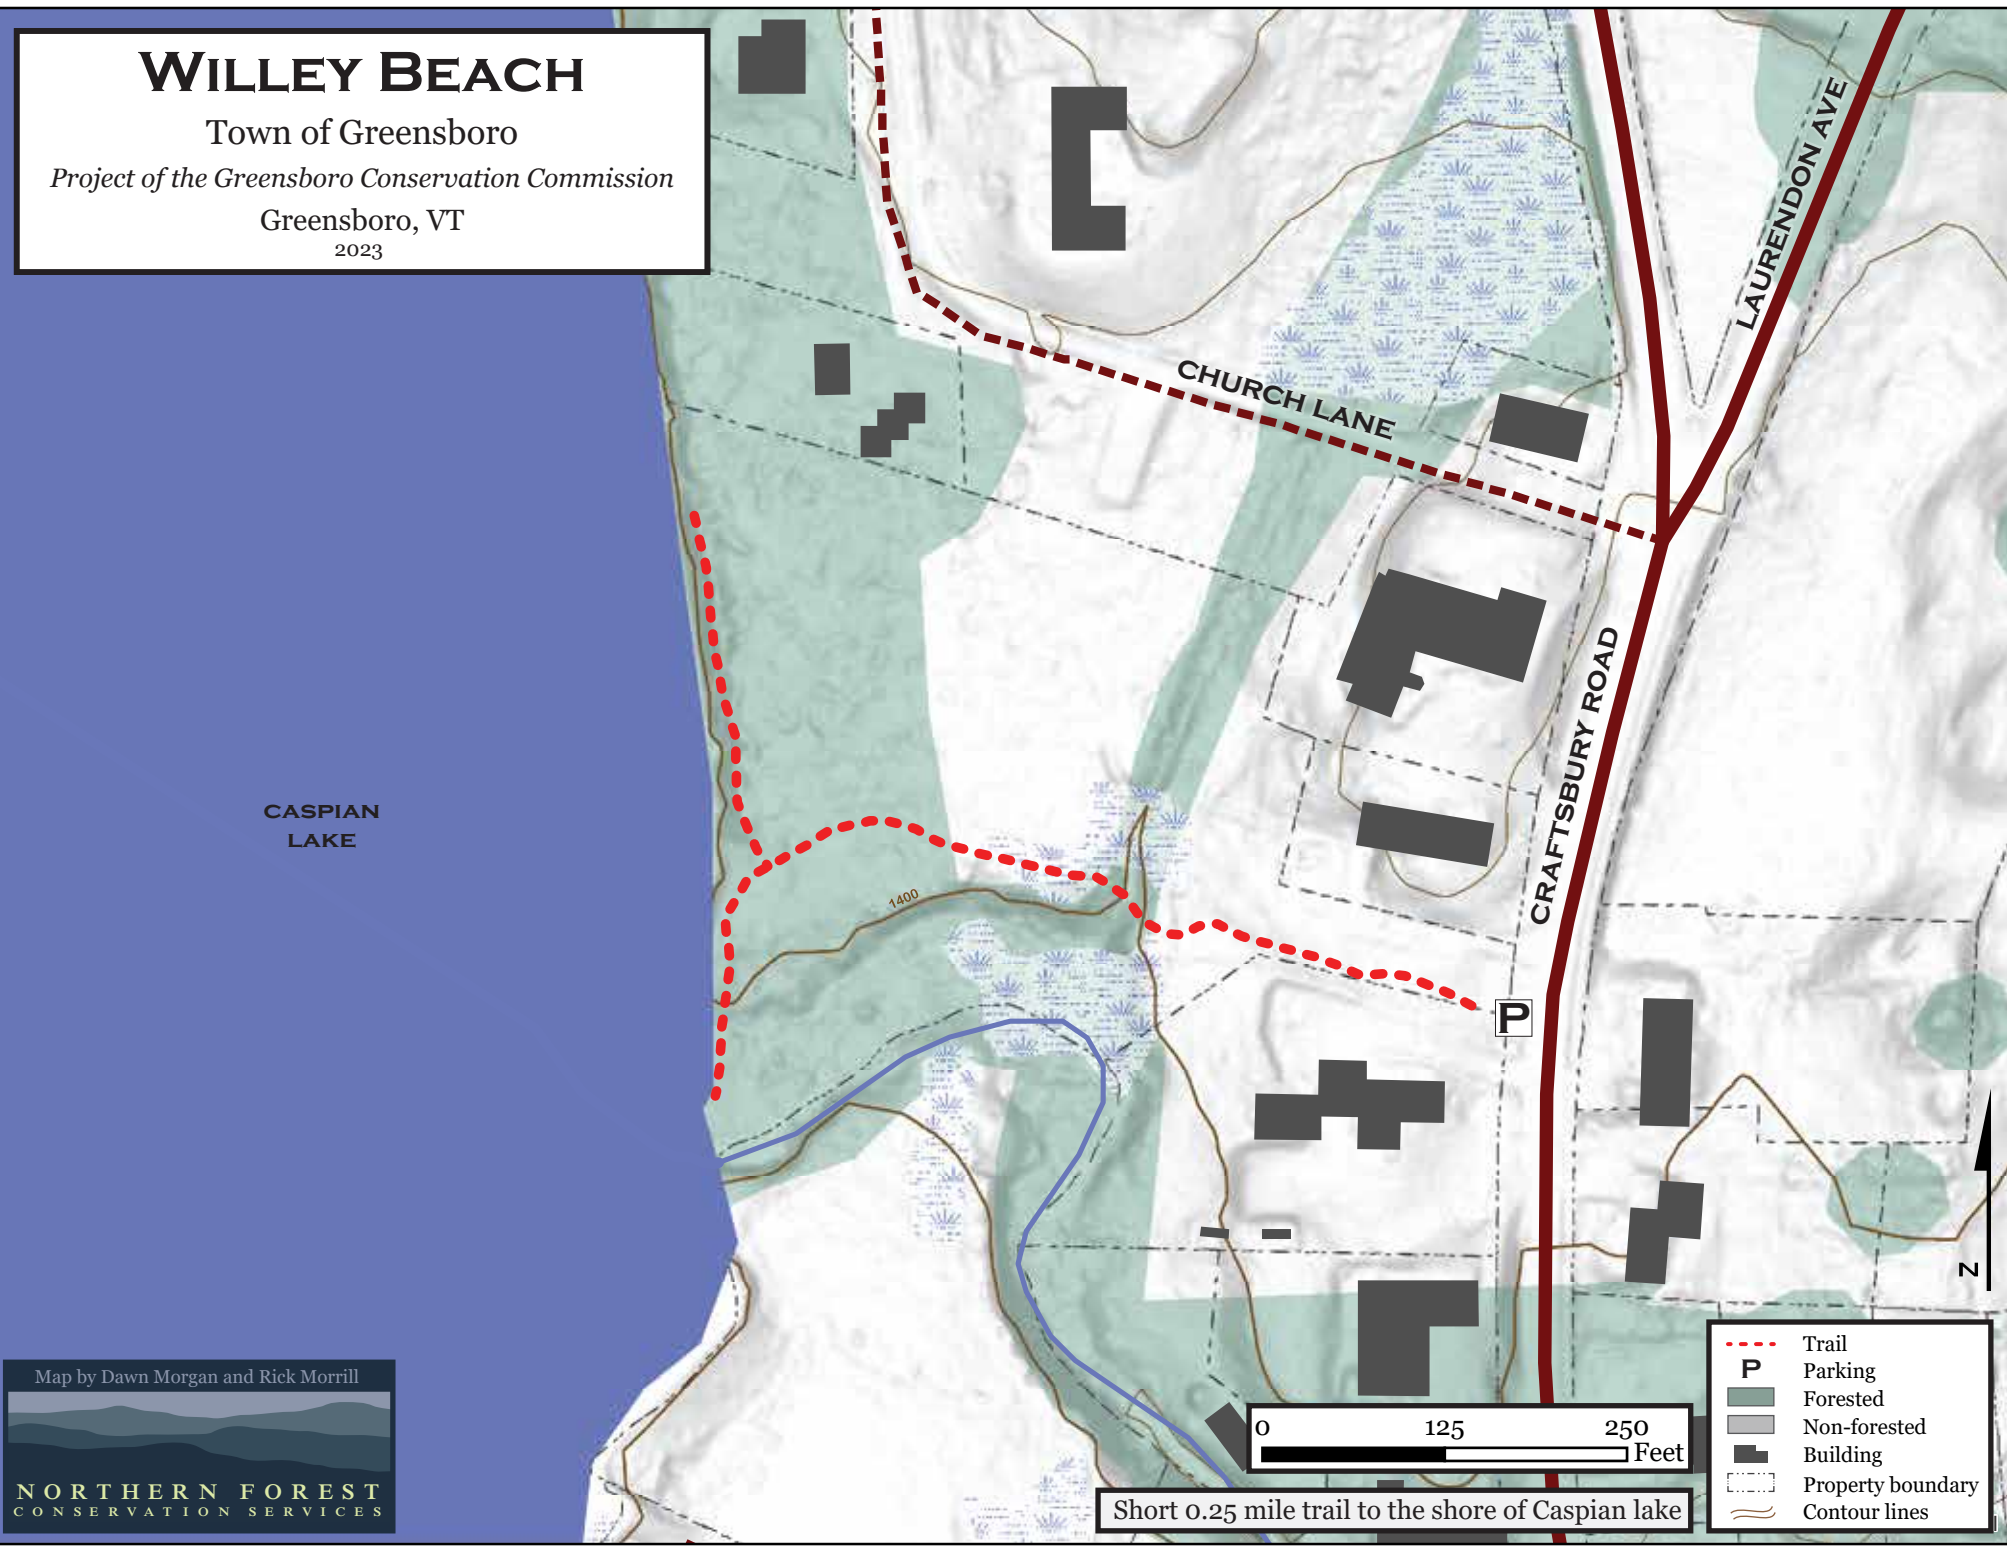 WILLEY BEACH
Town of Greensboro
Project of the Greensboro Conservation Commission
Greensboro, VT
2023
LAURENDON AVE
CHURCH LANE
CRAFTSBURY ROAD
CASPIAN
LAKE
1400
P
N
Map by Dawn Morgan and Rick Morrill
NORTHERN FOREST
CONSERVATION SERVICES
0 125 250
Feet
Short 0.25 mile trail to the shore of Caspian lake
Trail
P Parking
Forested
Non-forested
Building
Property boundary
Contour lines